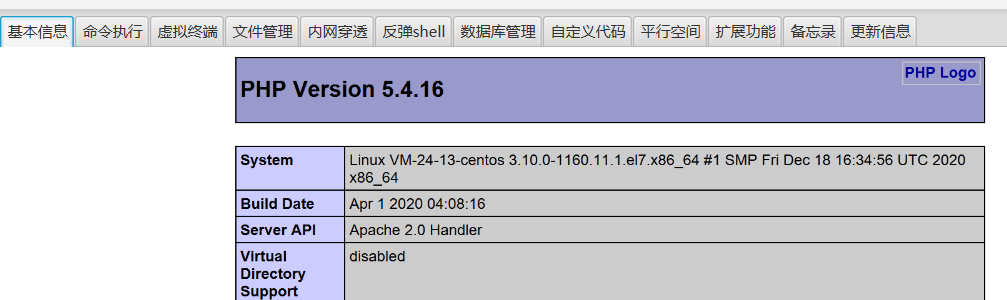 基本信息 命令执行 虚拟终端 文件管理 内网穿透 反弹shell 数据库管理 自定义代码 平行空间 扩展功能 备忘录 更新信息
PHP Logo
PHP Version 5.4.16
System Linux VM-24-13-centos 3.10.0-1160.11.1.el7.x86_64 #1 SMP Fri Dec 18 16:34:56 UTC 2020
x86_64
Build Date Apr 1 2020 04:08:16
Server API Apache 2.0 Handler
Virtual disabled
Directory
Support